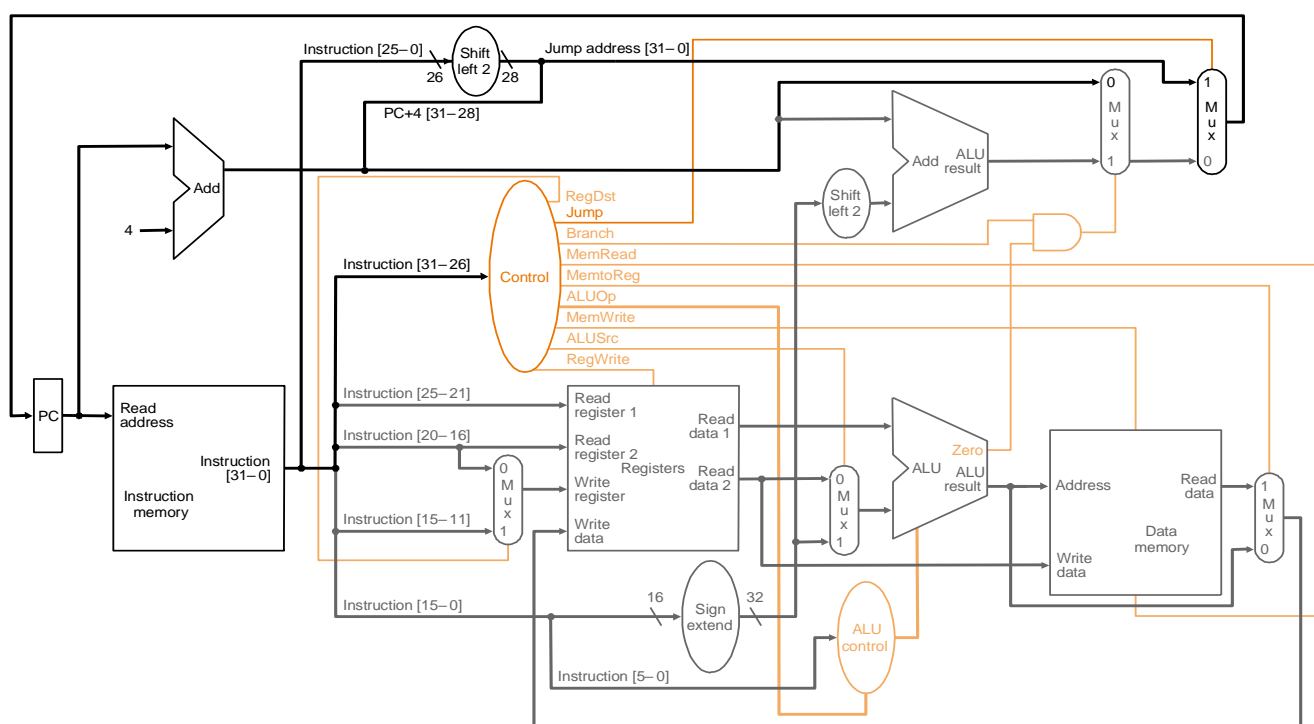 Instruction [25–0]
26
Shift
left 2
28
Jump address [31–0]
PC+4 [31–28]
Add
4
0
M
u
x
1
1
M
u
x
0
Add
ALU
result
Shift
left 2
RegDst
Jump
Branch
MemRead
MemtoReg
ALUOp
MemWrite
ALUSrc
RegWrite
Control
Instruction [31–26]
PC
Read
address
Instruction
[31–0]
Instruction
memory
Instruction [25–21]
Instruction [20–16]
Instruction [15–11]
0
M
u
x
1
Read
register 1
Read
register 2
Write
register
Write
data
Registers
Read
data 1
Read
data 2
0
M
u
x
1
ALU
Zero
ALU
result
Address
Write
data
Read
data
Data
memory
1
M
u
x
0
Instruction [15–0]
16
Sign
extend
32
ALU
control
Instruction [5–0]